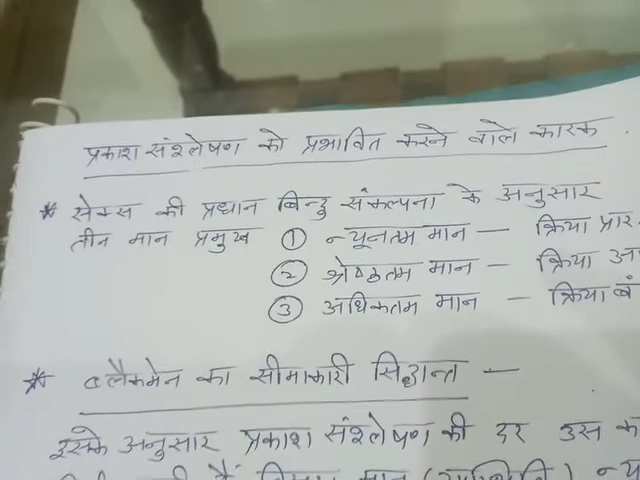 प्रकाश संश्लेषण को प्रभावित करने वाले कारक
* सेक्स की प्रधान बिन्दु संकल्पना के अनुसार
तीन मान प्रमुख ① न्यूनतम मान — क्रिया प्रार
② श्रेष्ठतम मान — क्रिया
③ अधिकतम मान — क्रिया बं
* ब्लैकमेन का सीमाकारी सिद्धान्त —
इसके अनुसार प्रकाश संश्लेषण की दर उस